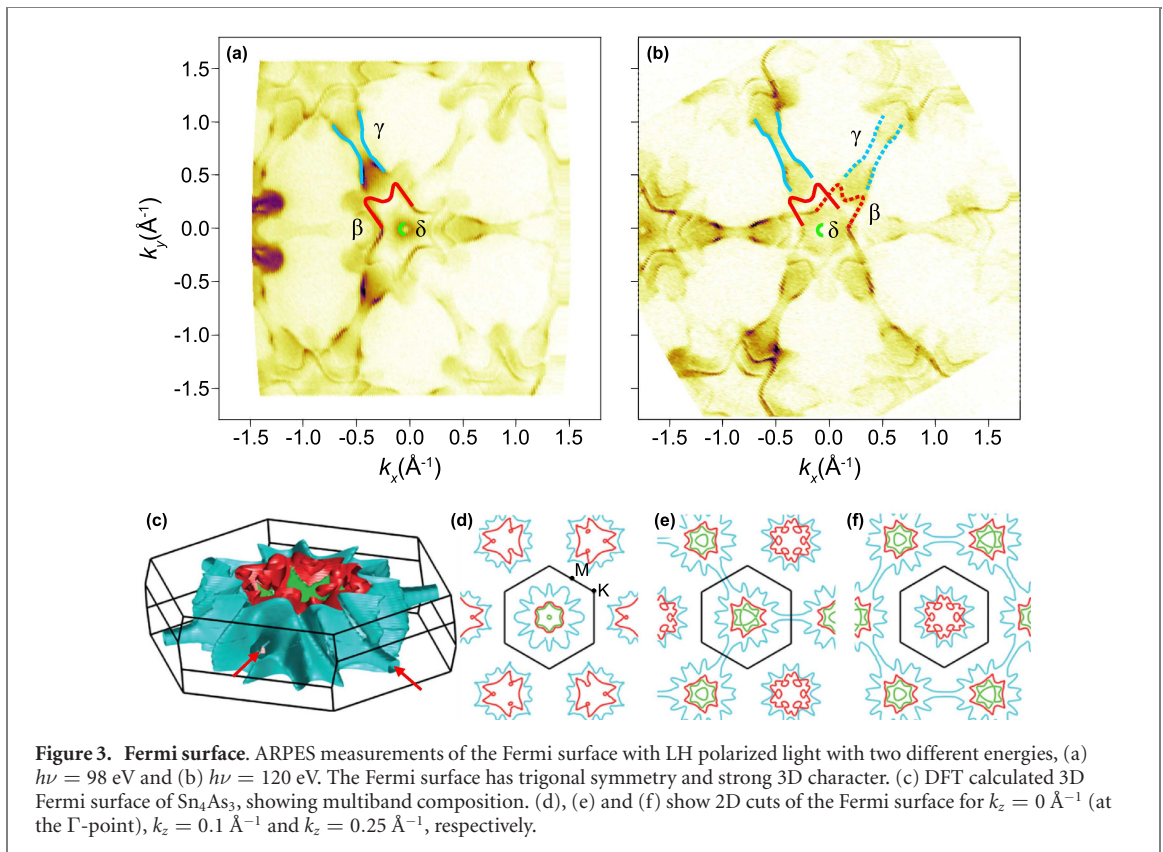 (a)
(b)
1.5
1.0
0.5
0.0
-0.5
-1.0
-1.5
k_y(Å⁻¹)
γ
β
δ
γ
β
δ
-1.5 -1.0 -0.5 0.0 0.5 1.0 1.5
-1.5 -1.0 -0.5 0.0 0.5 1.0 1.5
k_x(Å⁻¹)
k_x(Å⁻¹)
(c)
(d)
(e)
(f)
M
K
Figure 3. Fermi surface. ARPES measurements of the Fermi surface with LH polarized light with two different energies, (a)
hν = 98 eV and (b) hν = 120 eV. The Fermi surface has trigonal symmetry and strong 3D character. (c) DFT calculated 3D
Fermi surface of Sn₄As₃, showing multiband composition. (d), (e) and (f) show 2D cuts of the Fermi surface for k_z = 0 Å⁻¹ (at
the Γ-point), k_z = 0.1 Å⁻¹ and k_z = 0.25 Å⁻¹, respectively.